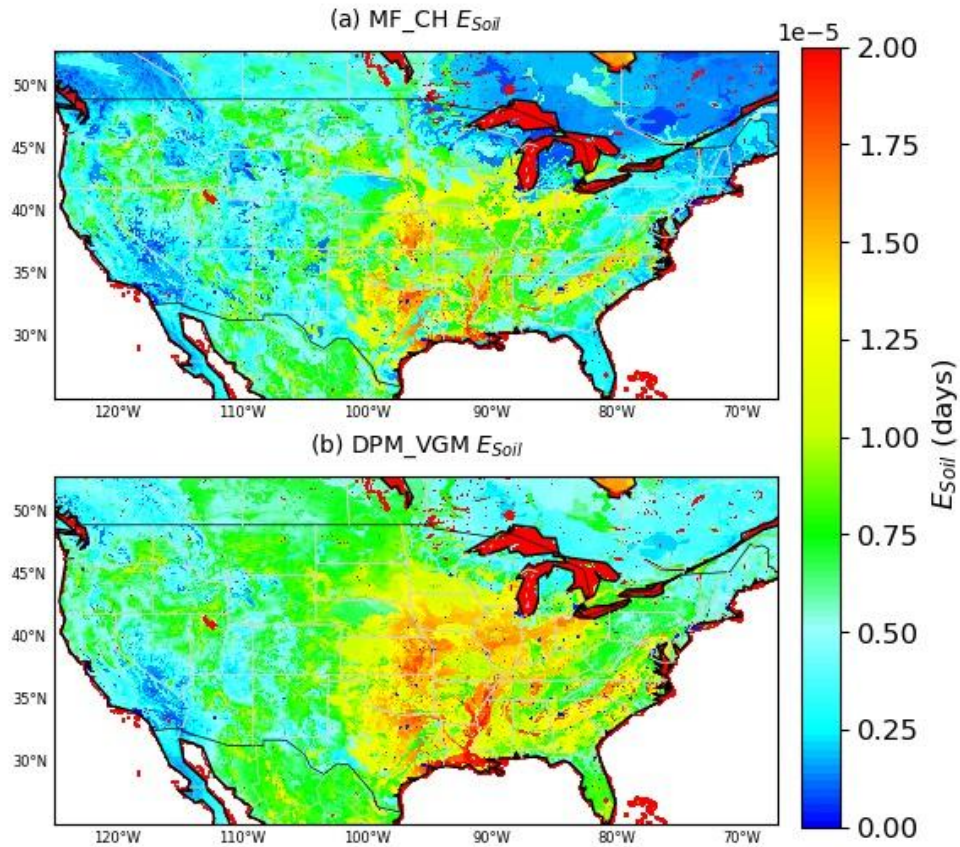 (a) MF_CH E_Soil
1e−5
50°N
45°N
40°N
35°N
30°N
120°W 110°W 100°W 90°W 80°W 70°W
(b) DPM_VGM E_Soil
50°N
45°N
40°N
35°N
30°N
120°W 110°W 100°W 90°W 80°W 70°W
2.00
1.75
1.50
1.25
1.00
0.75
0.50
0.25
0.00
E_Soil (days)